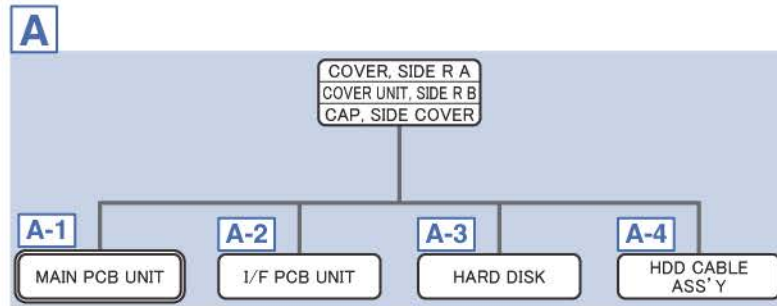 A
COVER, SIDE R A
COVER UNIT, SIDE R B
CAP, SIDE COVER
A-1
A-2
A-3
A-4
MAIN PCB UNIT
I/F PCB UNIT
HARD DISK
HDD CABLE
ASS'Y